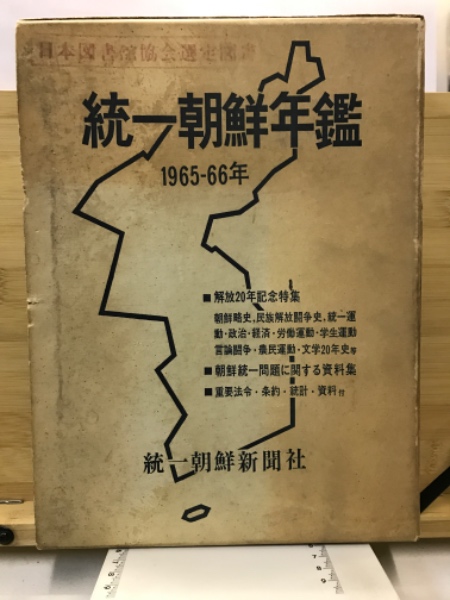 日本図書館協会選定図書
統一朝鮮年鑑
1965-66年
■ 解放20年記念特集
朝鮮略史，民族解放闘争史，統一運
動・政治・経済・労働運動・学生運動
言論闘争・農民運動・文学20年史等
■ 朝鮮統一問題に関する資料集
■ 重要法令・条約・統計・資料付
統一朝鮮新聞社